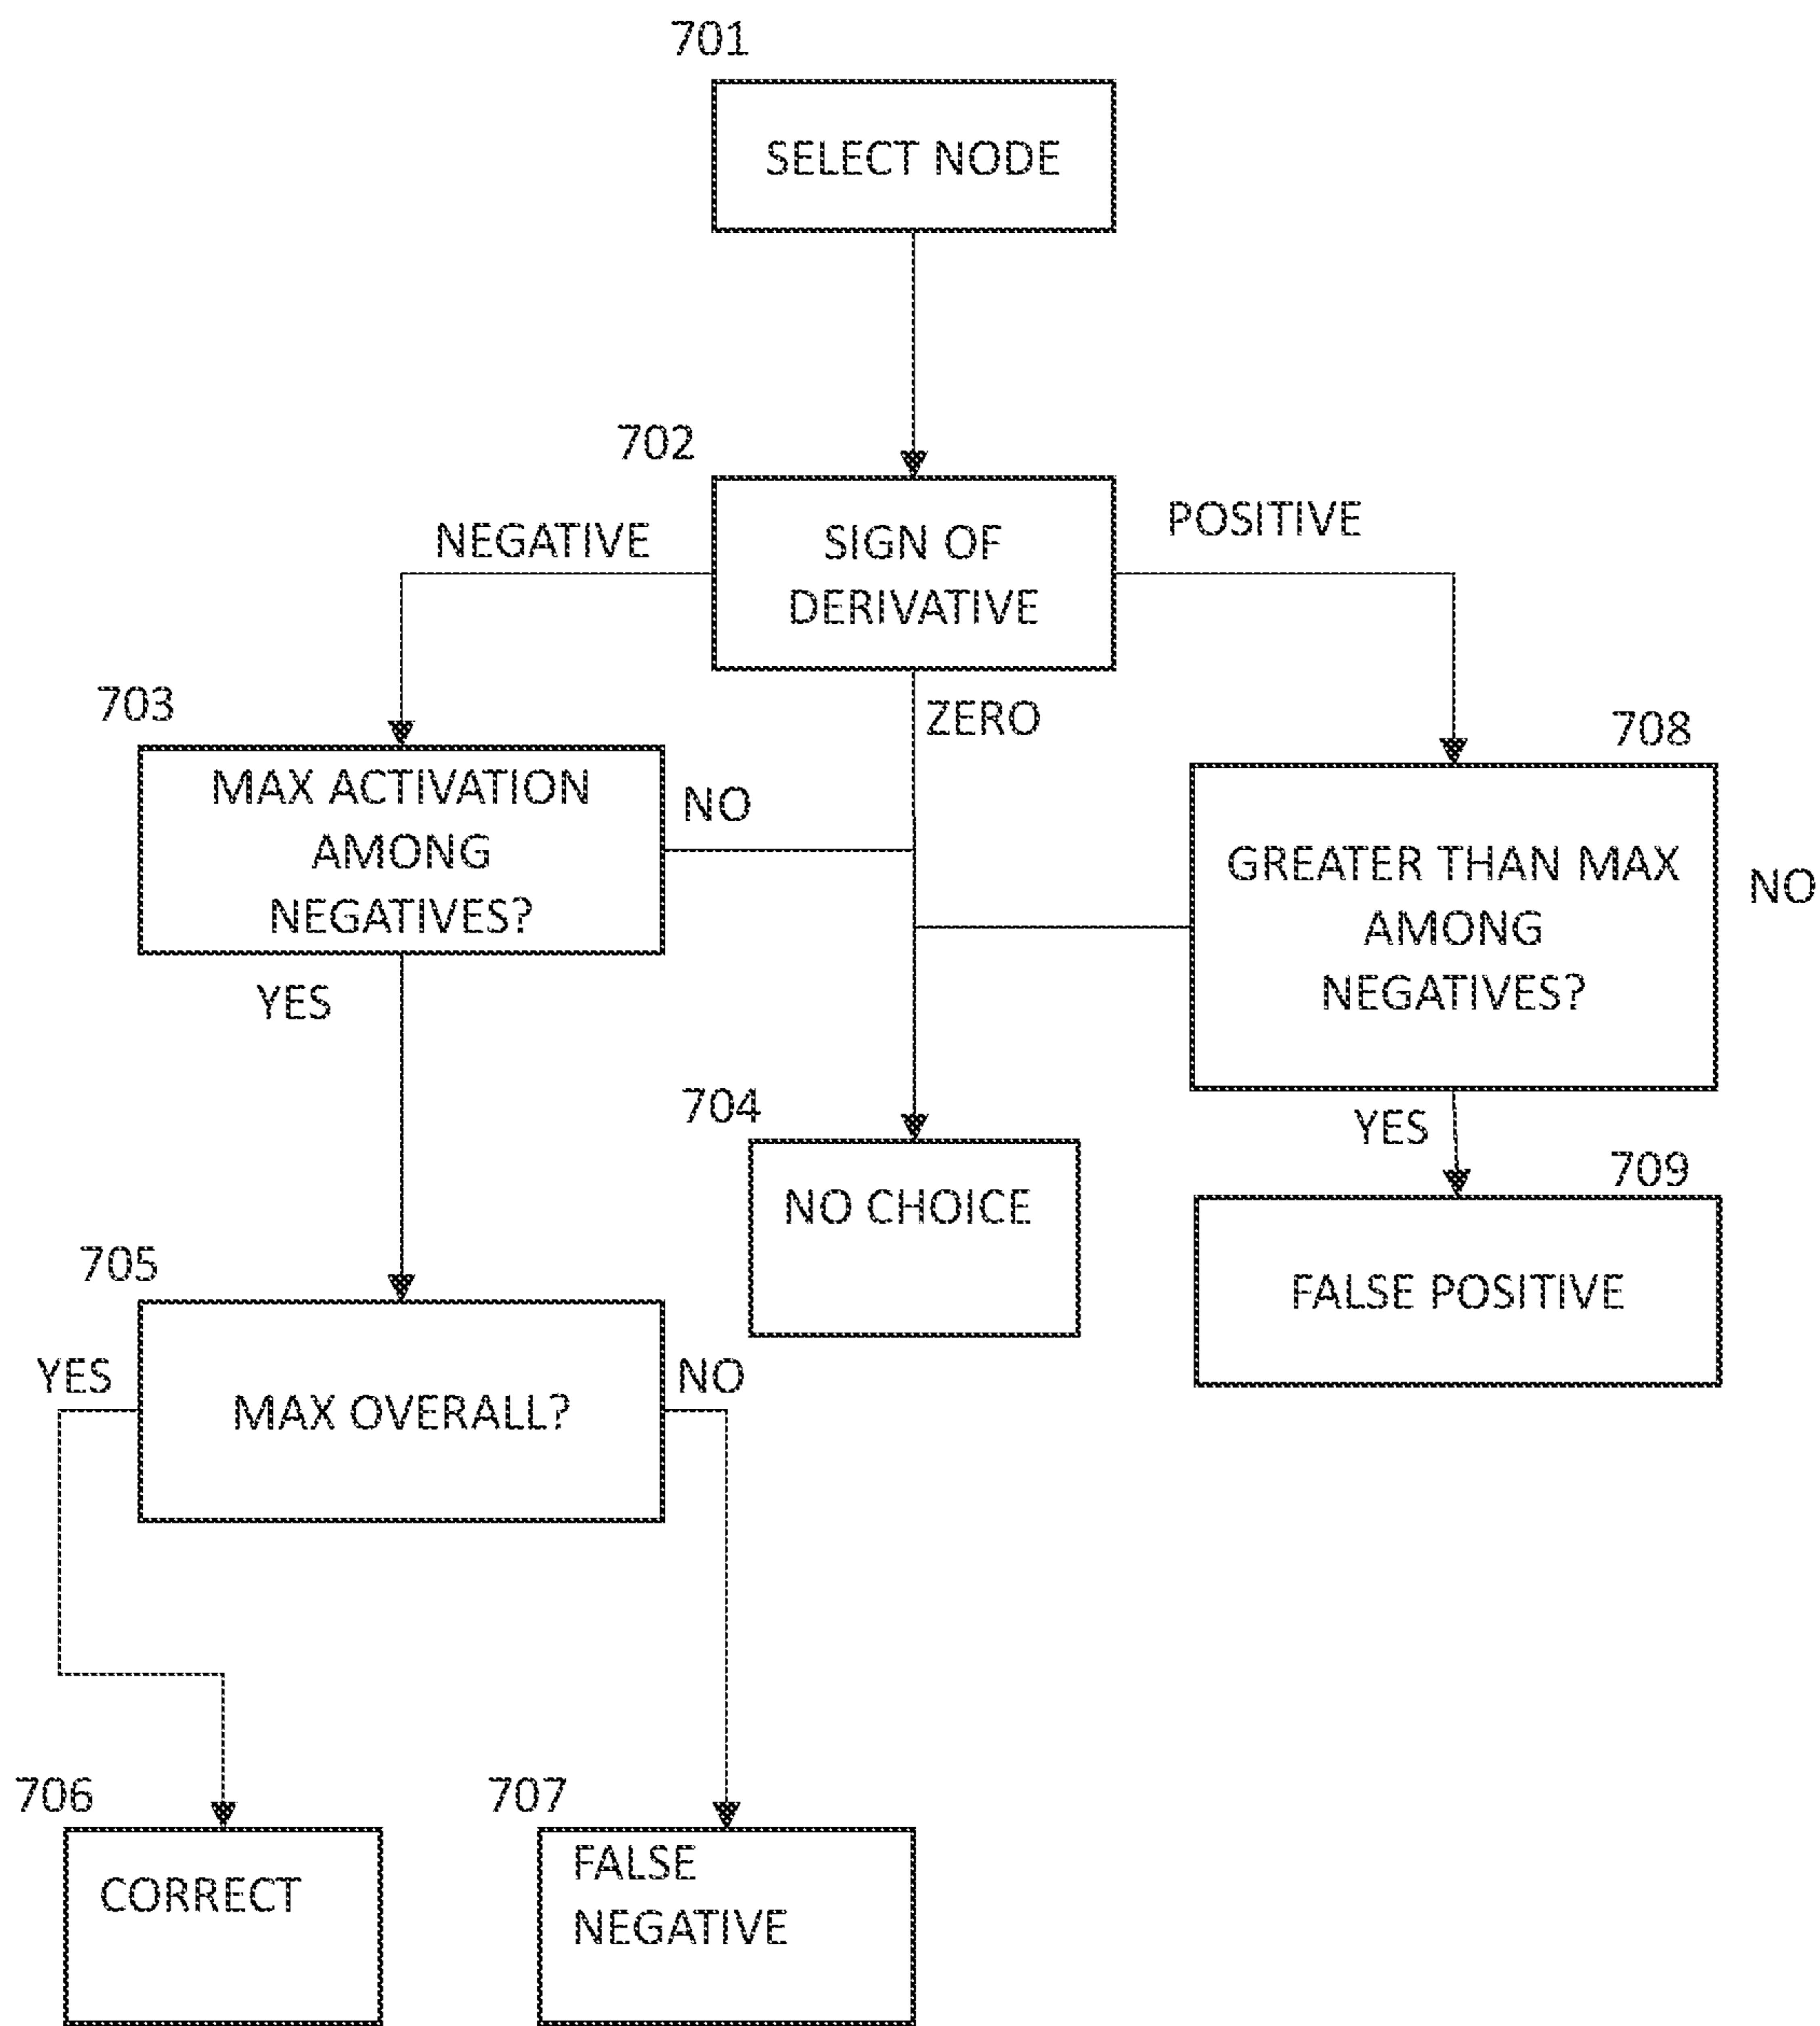 701
SELECT NODE
702
NEGATIVE
SIGN OF
DERIVATIVE
POSITIVE
ZERO
703
MAX ACTIVATION
AMONG
NEGATIVES?
NO
708
GREATER THAN MAX
AMONG
NEGATIVES?
NO
YES
704
NO CHOICE
YES
709
FALSE POSITIVE
705
YES
MAX OVERALL?
NO
706
CORRECT
707
FALSE
NEGATIVE